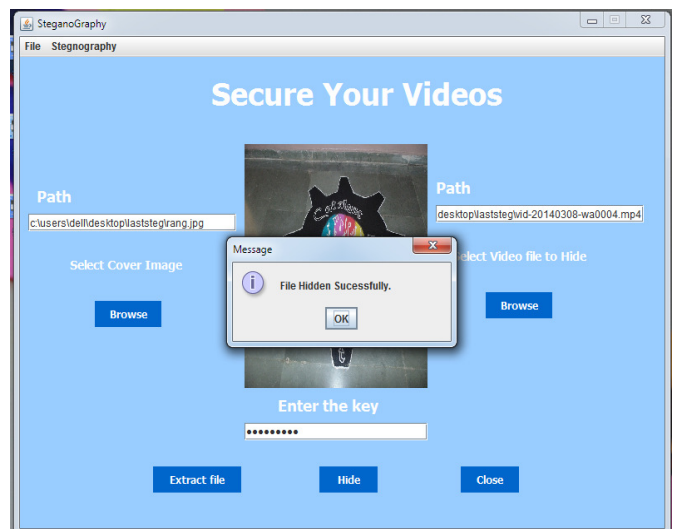 SteganoGraphy
File Stegnography
Secure Your Videos
Path
c:\users\dell\desktop\laststeg\rang.jpg
Select Cover Image
Browse
Path
desktop\laststeg\vid-20140308-wa0004.mp4
Select Video file to Hide
Browse
Message
File Hidden Sucessfully.
OK
Enter the key
•••••••••
Extract file Hide Close